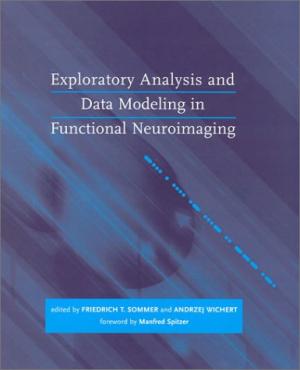 Exploratory Analysis and
Data Modeling in
Functional Neuroimaging
edited by FRIEDRICH T. SOMMER and ANDRZEJ WICHERT
foreword by Manfred Spitzer